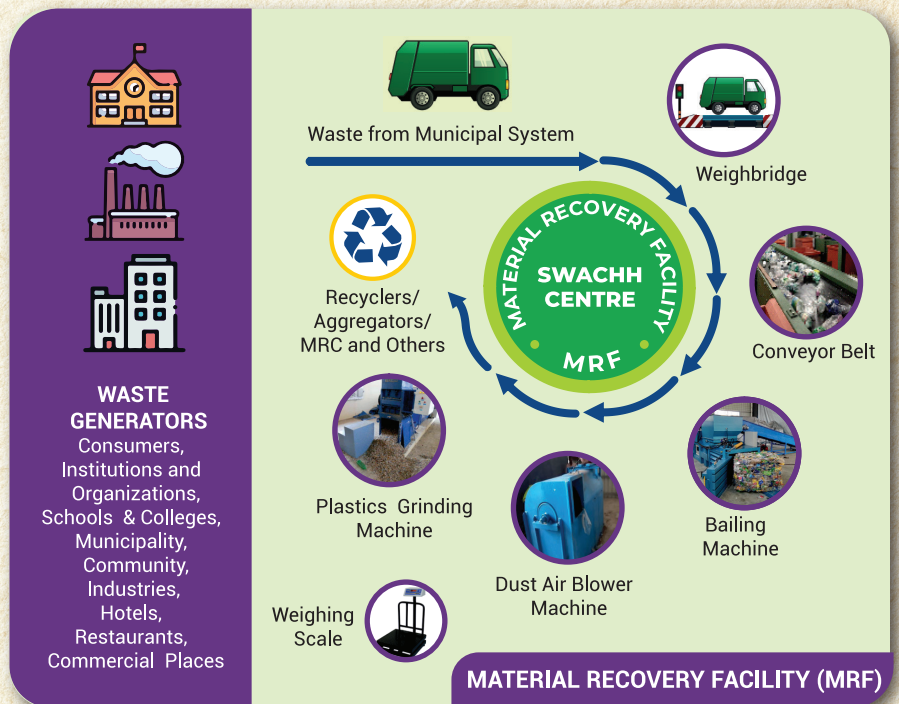 WASTE
GENERATORS
Consumers,
Institutions and
Organizations,
Schools & Colleges,
Municipality,
Community,
Industries,
Hotels,
Restaurants,
Commercial Places
Waste from Municipal System
Weighbridge
Conveyor Belt
Bailing
Machine
Dust Air Blower
Machine
Plastics Grinding
Machine
Recyclers/
Aggregators/
MRC and Others
MATERIAL RECOVERY FACILITY
SWACHH
CENTRE
MRF
Weighing
Scale
MATERIAL RECOVERY FACILITY (MRF)